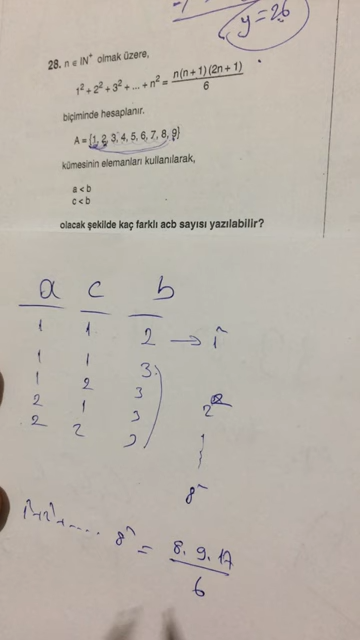 y=26
28. n ∈ IN⁺ olmak üzere,
1² + 2² + 3² + ... + n² = n(n+1)(2n+1)/6
biçiminde hesaplanır.
A = {1, 2, 3, 4, 5, 6, 7, 8, 9}
kümesinin elemanları kullanılarak,
a < b
c < b
olacak şekilde kaç farklı acb sayısı yazılabilir?
a c b
1 1 2 → 1²
1 1 3
1 2 3
2 1 3
2 2 3
2²
8²
1²+2²+.... 8² = 8.9.17/6